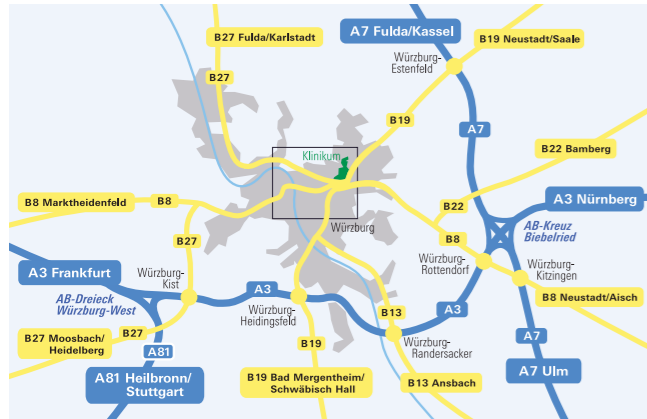 B27 Fulda/Karlstadt
A7 Fulda/Kassel
B19 Neustadt/Saale
Würzburg-
Estenfeld
B27
B19
A7
B22 Bamberg
Klinikum
B8 Marktheidenfeld
B8
B22
A3 Nürnberg
Würzburg
AB-Kreuz
Biebelried
B27
B8
A3 Frankfurt
Würzburg-
Kist
Würzburg-
Rottendorf
Würzburg-
Kitzingen
AB-Dreieck
Würzburg-West
A3
B8 Neustadt/Aisch
Würzburg-
Heidingsfeld
B13
A3
B27 Moosbach/
Heidelberg
B27
A7
A81
B19
Würzburg-
Randersacker
A81 Heilbronn/
Stuttgart
B19 Bad Mergentheim/
Schwäbisch Hall
B13 Ansbach
A7 Ulm